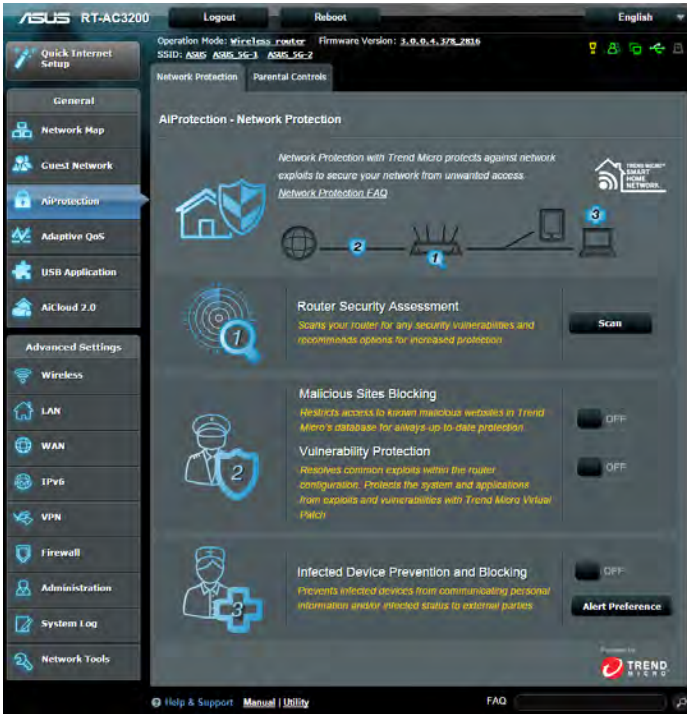 ASUS RT-AC3200
Logout
Reboot
English
Quick Internet
Setup
Operation Mode: Wireless router Firmware Version: 3.0.0.4.378_2816
SSID: ASUS ASUS_5G-1 ASUS_5G-2
Network Protection
Parental Controls
General
Network Map
Guest Network
AiProtection
Adaptive QoS
USB Application
AiCloud 2.0
Advanced Settings
Wireless
LAN
WAN
IPv6
VPN
Firewall
Administration
System Log
Network Tools
AiProtection - Network Protection
Network Protection with Trend Micro protects against network
exploits to secure your network from unwanted access.
Network Protection FAQ
TREND MICRO™
SMART
HOME
NETWORK.
2
1
3
1
Router Security Assessment
Scans your router for any security vulnerabilities and
recommends options for increased protection
Scan
2
Malicious Sites Blocking
Restricts access to known malicious websites in Trend
Micro's database for always-up-to-date protection.
OFF
Vulnerability Protection
Resolves common exploits within the router
configuration. Protects the system and applications
from exploits and vulnerabilities with Trend Micro Virtual
Patch
OFF
3
Infected Device Prevention and Blocking
Prevents infected devices from communicating personal
information and/or infected status to external parties
OFF
Alert Preference
Powered by
TREND
MICRO
Help & Support Manual | Utility
FAQ